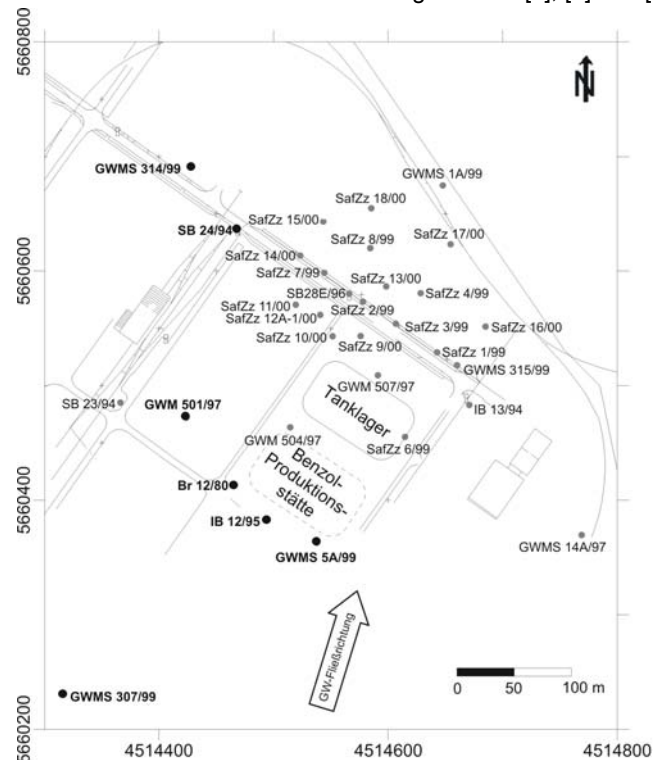 5660800
N
GWMS 314/99
GWMS 1A/99
SafZz 18/00
SafZz 15/00
SB 24/94
SafZz 17/00
SafZz 8/99
SafZz 14/00
5660600
SafZz 7/99
SafZz 13/00
SB28E/96
SafZz 4/99
SafZz 11/00
SafZz 2/99
SafZz 12A-1/00
SafZz 3/99
SafZz 16/00
SafZz 10/00
SafZz 9/00
SafZz 1/99
GWMS 315/99
GWM 507/97
SB 23/94
IB 13/94
GWM 501/97
Tanklager
GWM 504/97
SafZz 6/99
5660400
Br 12/80
Benzol-
Produktions-
stätte
IB 12/95
GWMS 5A/99
GWMS 14A/97
GW-Fließrichtung
GWMS 307/99
0 50 100 m
5660200
4514400 4514600 4514800